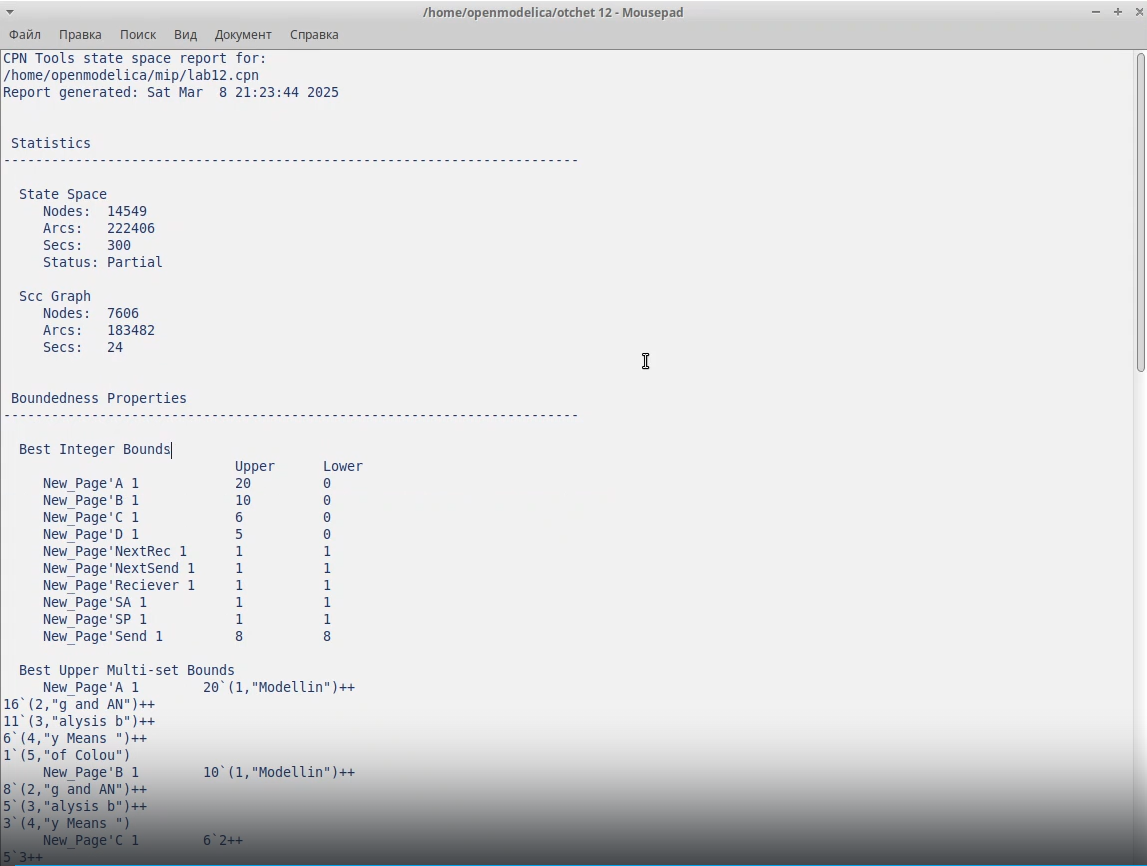 /home/openmodelica/otchet 12 - Mousepad
Файл Правка Поиск Вид Документ Справка
CPN Tools state space report for:
/home/openmodelica/mip/lab12.cpn
Report generated: Sat Mar  8 21:23:44 2025
Statistics
------------------------------------------------------------------------
State Space
Nodes:  14549
Arcs:   222406
Secs:   300
Status: Partial
Scc Graph
Nodes:  7606
Arcs:   183482
Secs:   24
Boundedness Properties
------------------------------------------------------------------------
Best Integer Bounds
Upper      Lower
New_Page'A 1            20         0
New_Page'B 1            10         0
New_Page'C 1            6          0
New_Page'D 1            5          0
New_Page'NextRec 1      1          1
New_Page'NextSend 1     1          1
New_Page'Reciever 1     1          1
New_Page'SA 1           1          1
New_Page'SP 1           1          1
New_Page'Send 1         8          8
Best Upper Multi-set Bounds
New_Page'A 1        20`(1,"Modellin")++
16`(2,"g and AN")++
11`(3,"alysis b")++
6`(4,"y Means ")++
1`(5,"of Colou")
New_Page'B 1        10`(1,"Modellin")++
8`(2,"g and AN")++
5`(3,"alysis b")++
3`(4,"y Means ")
New_Page'C 1        6`2++
5`3++